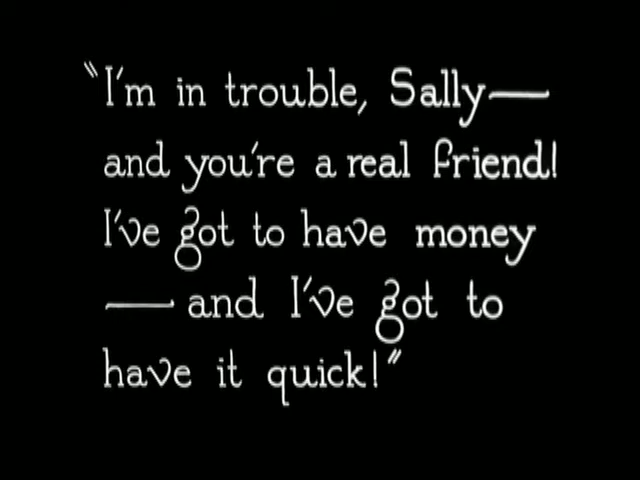 "I'm in trouble, Sally—
and you're a real friend!
I've got to have money
— and I've got to
have it quick!"